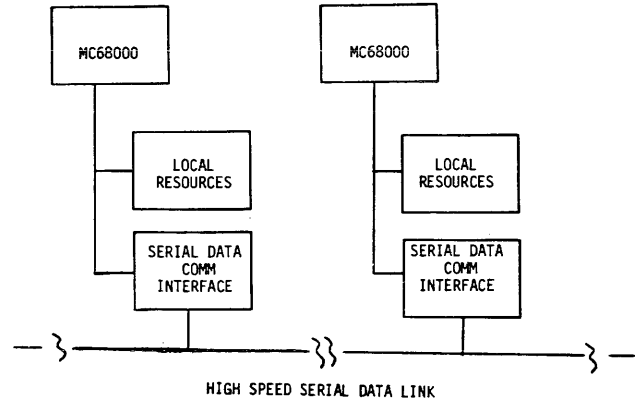 MC68000
LOCAL
RESOURCES
SERIAL DATA
COMM
INTERFACE
MC68000
LOCAL
RESOURCES
SERIAL DATA
COMM
INTERFACE
HIGH SPEED SERIAL DATA LINK